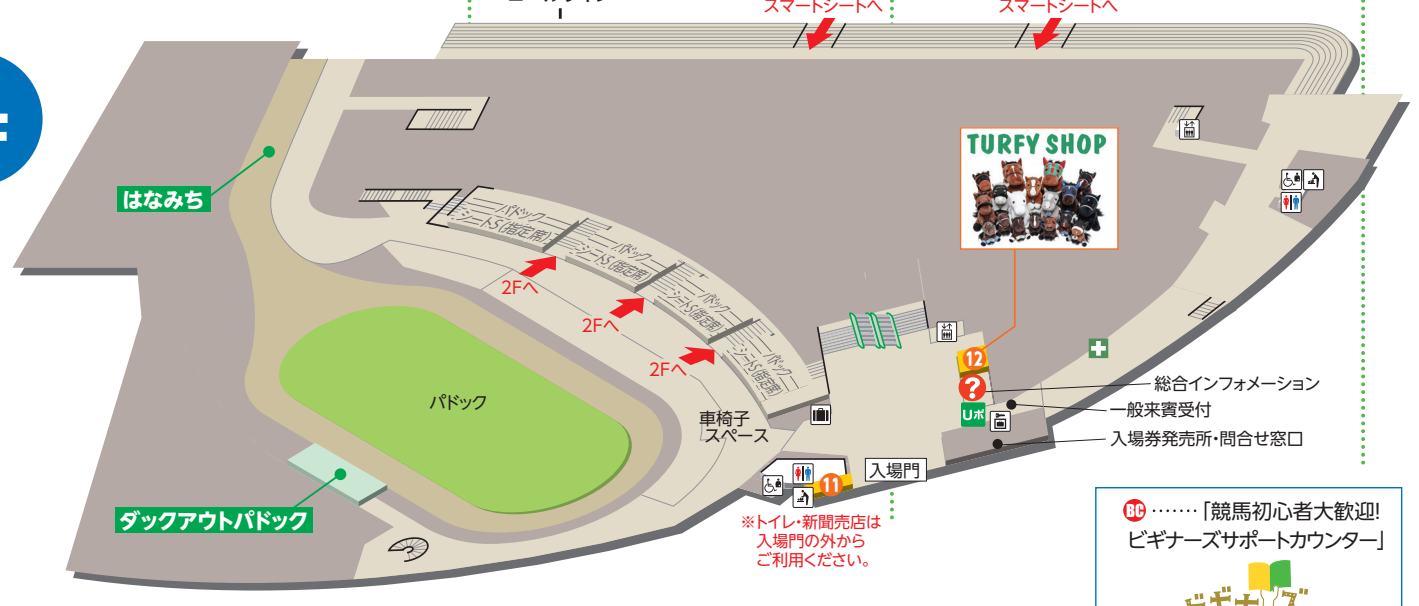 スマートシートへ
スマートシートへ
はなみち
TURFY SHOP
パドック
シートS(指定席)
パドック
シートS(指定席)
パドック
シートS(指定席)
パドック
シートS(指定席)
2Fへ
2Fへ
2Fへ
パドック
車椅子
スペース
12
?
Uポ
総合インフォメーション
一般来賓受付
入場券発売所・問合せ窓口
入場門
11
※トイレ・新聞売店は
入場門の外から
ご利用ください。
ダックアウトパドック
BC ……「競馬初心者大歓迎!
ビギナーズサポートカウンター」
ビギナーズ